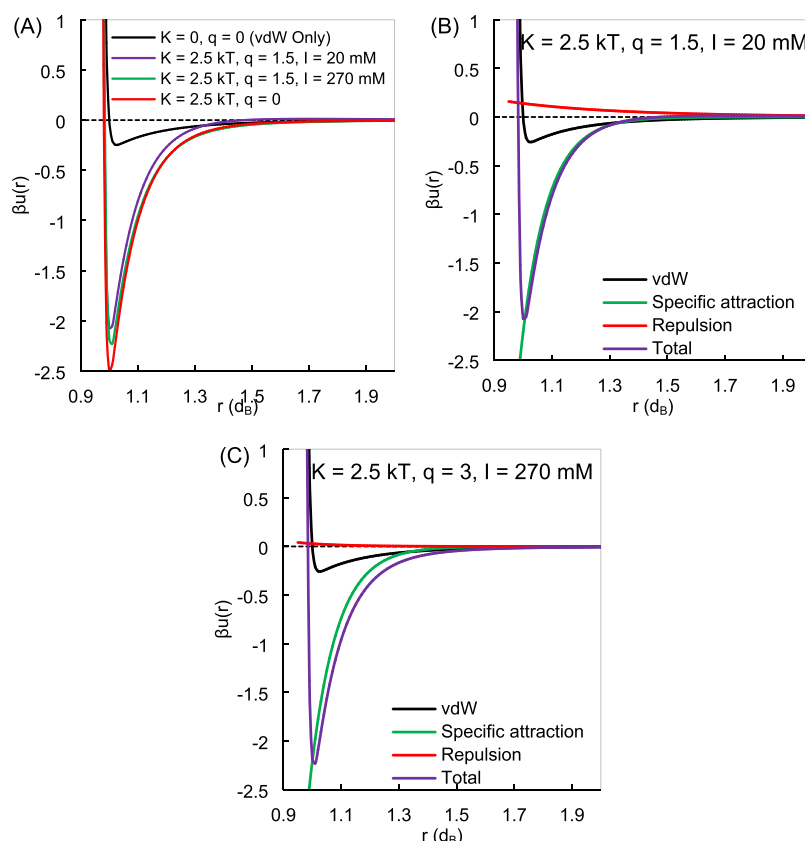 (A)
K = 0, q = 0 (vdW Only)
K = 2.5 kT, q = 1.5, I = 20 mM
K = 2.5 kT, q = 1.5, I = 270 mM
K = 2.5 kT, q = 0
1
0.5
0
-0.5
-1
-1.5
-2
-2.5
βu(r)
0.9 1.1 1.3 1.5 1.7 1.9
r (dB)
(B)
K = 2.5 kT, q = 1.5, I = 20 mM
1
0.5
0
-0.5
-1
-1.5
-2
-2.5
βu(r)
vdW
Specific attraction
Repulsion
Total
0.9 1.1 1.3 1.5 1.7 1.9
r (dB)
(C)
K = 2.5 kT, q = 3, I = 270 mM
1
0.5
0
-0.5
-1
-1.5
-2
-2.5
βu(r)
vdW
Specific attraction
Repulsion
Total
0.9 1.1 1.3 1.5 1.7 1.9
r (dB)